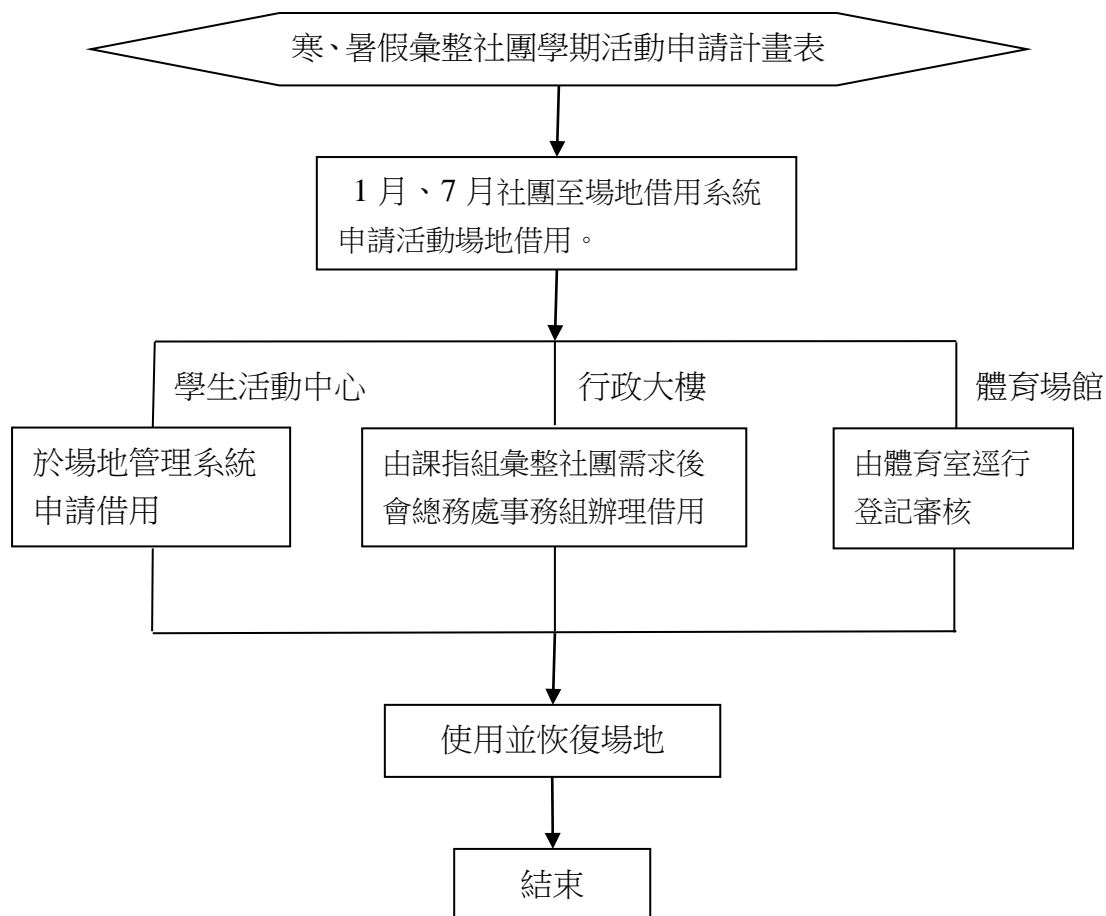 寒、暑假彙整社團學期活動申請計畫表
1 月、7 月社團至場地借用系統
申請活動場地借用。
學生活動中心
行政大樓
體育場館
於場地管理系統
申請借用
由課指組彙整社團需求後
會總務處事務組辦理借用
由體育室逕行
登記審核
使用並恢復場地
結束